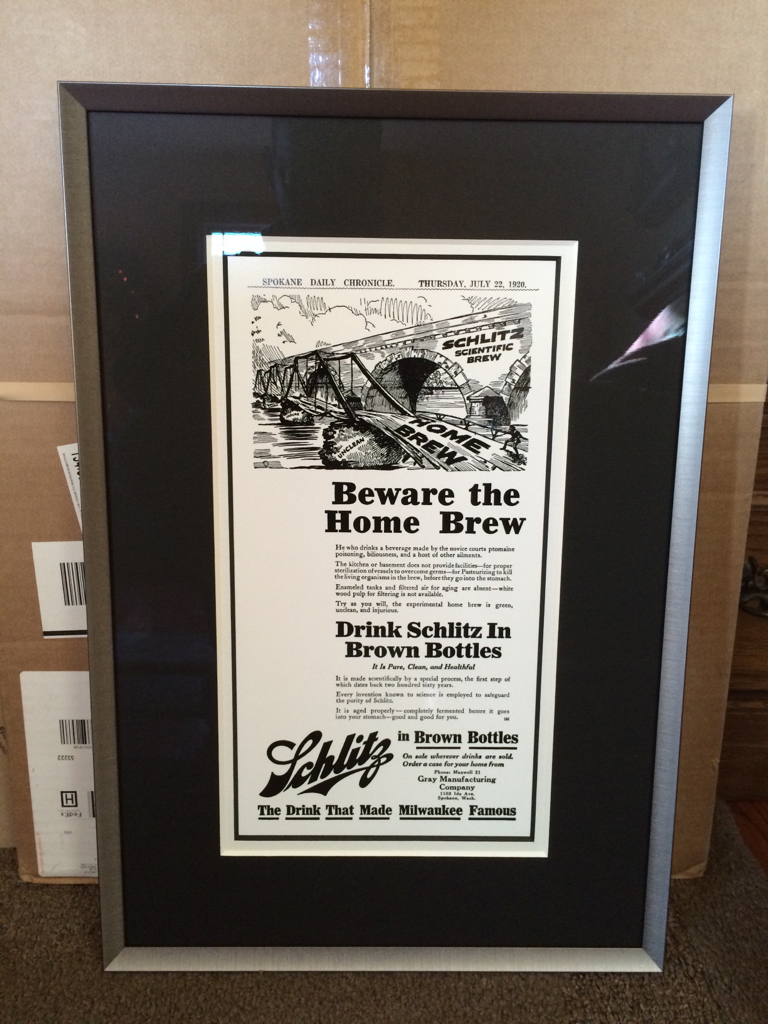 SPOKANE DAILY CHRONICLE. THURSDAY, JULY 22, 1920.
SCHLITZ
SCIENTIFIC
BREW
HOME
BREW
UNCLEAN
Beware the
Home Brew
He who drinks a beverage made by the novice courts ptomaine
poisoning, biliousness, and a host of other ailments.
The kitchen or basement does not provide facilities—for proper
sterilization of vessels to overcome germs—for Pasteurizing to kill
the living organisms in the brew, before they go into the stomach.
Enameled tanks and filtered air for aging are absent—white
wood pulp for filtering is not available.
Try as you will, the experimental home brew is green,
unclean, and injurious.
Drink Schlitz In
Brown Bottles
It Is Pure, Clean, and Healthful
It is made scientifically by a special process, the first step of
which dates back two hundred sixty years.
Every invention known to science is employed to safeguard
the purity of Schlitz.
It is aged properly—completely fermented before it goes
into your stomach—good and good for you.
Schlitz
in Brown Bottles
On sale wherever drinks are sold.
Order a case for your home from
Phone: Maxwell 21
Gray Manufacturing
Company
1102 Ida Ave.
Spokane, Wash.
The Drink That Made Milwaukee Famous
53222
H
FedEx